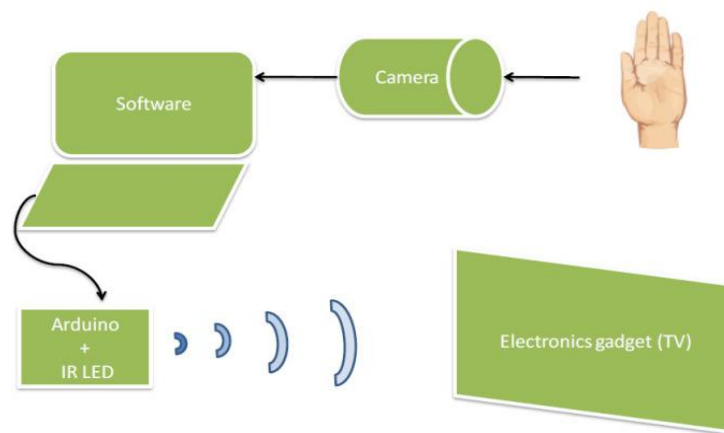 Camera
Software
Arduino
+
IR LED
Electronics gadget (TV)